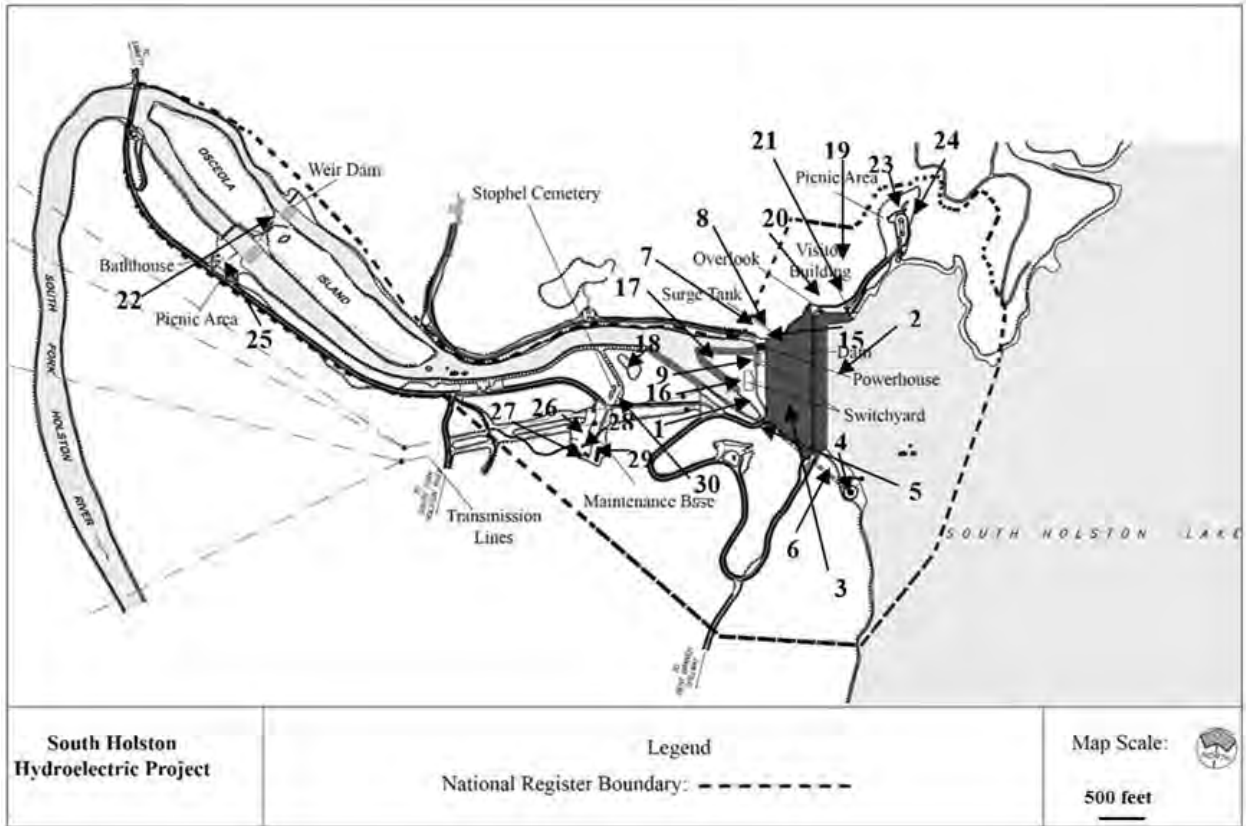 OSCEOLA
ISLAND
Weir Dam
Stophel Cemetery
Bathhouse
22
Picnic Area
25
SOUTH FORK HOLSTON RIVER
21
19
Picnic Area
23
24
20
8
Overlook
Visitor
Building
7
Surge Tank
17
2
15
Dam
18
9
Powerhouse
16
Switchyard
27
26
28
1
4
29
30
5
Maintenance Base
Transmission
Lines
6
3
SOUTH HOLSTON LAKE
South Holston
Hydroelectric Project
Legend
National Register Boundary:
Map Scale:
500 feet